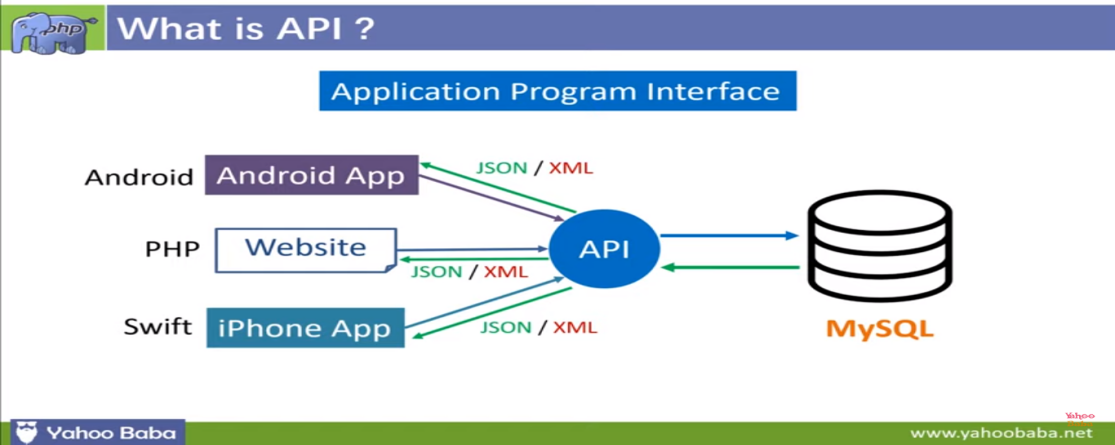 php
What is API ?
Application Program Interface
JSON / XML
Android
Android App
PHP
Website
API
JSON / XML
Swift
iPhone App
JSON / XML
MySQL
Yahoo
Yahoo Baba
www.yahoobaba.net